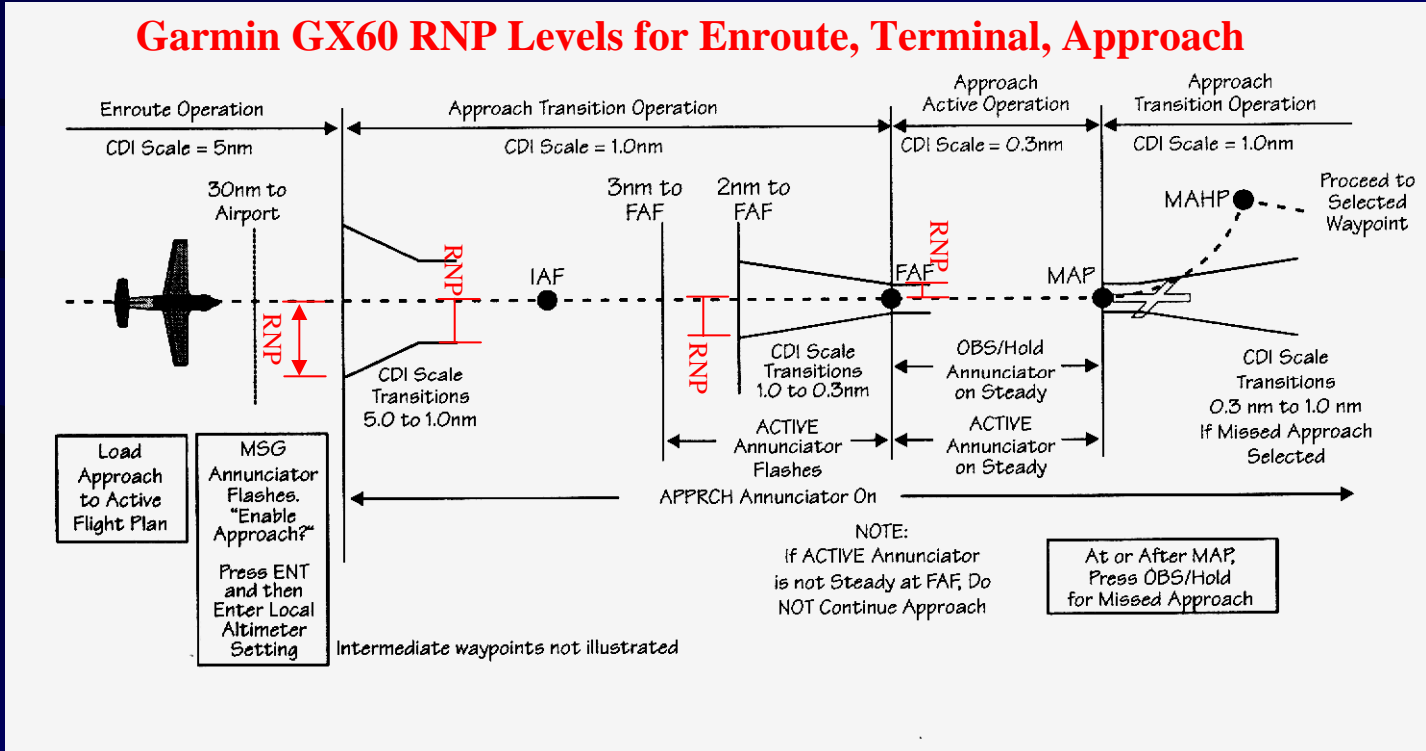 Garmin GX60 RNP Levels for Enroute, Terminal, Approach
Enroute Operation
CDI Scale = 5nm
Approach Transition Operation
CDI Scale = 1.0nm
Approach
Active Operation
CDI Scale = 0.3nm
Approach
Transition Operation
CDI Scale = 1.0nm
30nm to
Airport
3nm to
FAF
2nm to
FAF
MAHP
Proceed to
Selected
Waypoint
RNP
RNP
IAF
RNP
RNP
FAF
MAP
CDI Scale
Transitions
5.0 to 1.0nm
CDI Scale
Transitions
1.0 to 0.3nm
OBS/Hold
Annunciator
on Steady
CDI Scale
Transitions
0.3 nm to 1.0 nm
If Missed Approach
Selected
ACTIVE
Annunciator
Flashes
ACTIVE
Annunciator
on Steady
Load
Approach
to Active
Flight Plan
MSG
Annunciator
Flashes.
"Enable
Approach?"
Press ENT
and then
Enter Local
Altimeter
Setting
APPRCH Annunciator On
NOTE:
If ACTIVE Annunciator
is not Steady at FAF, Do
NOT Continue Approach
At or After MAP,
Press OBS/Hold
for Missed Approach
Intermediate waypoints not illustrated